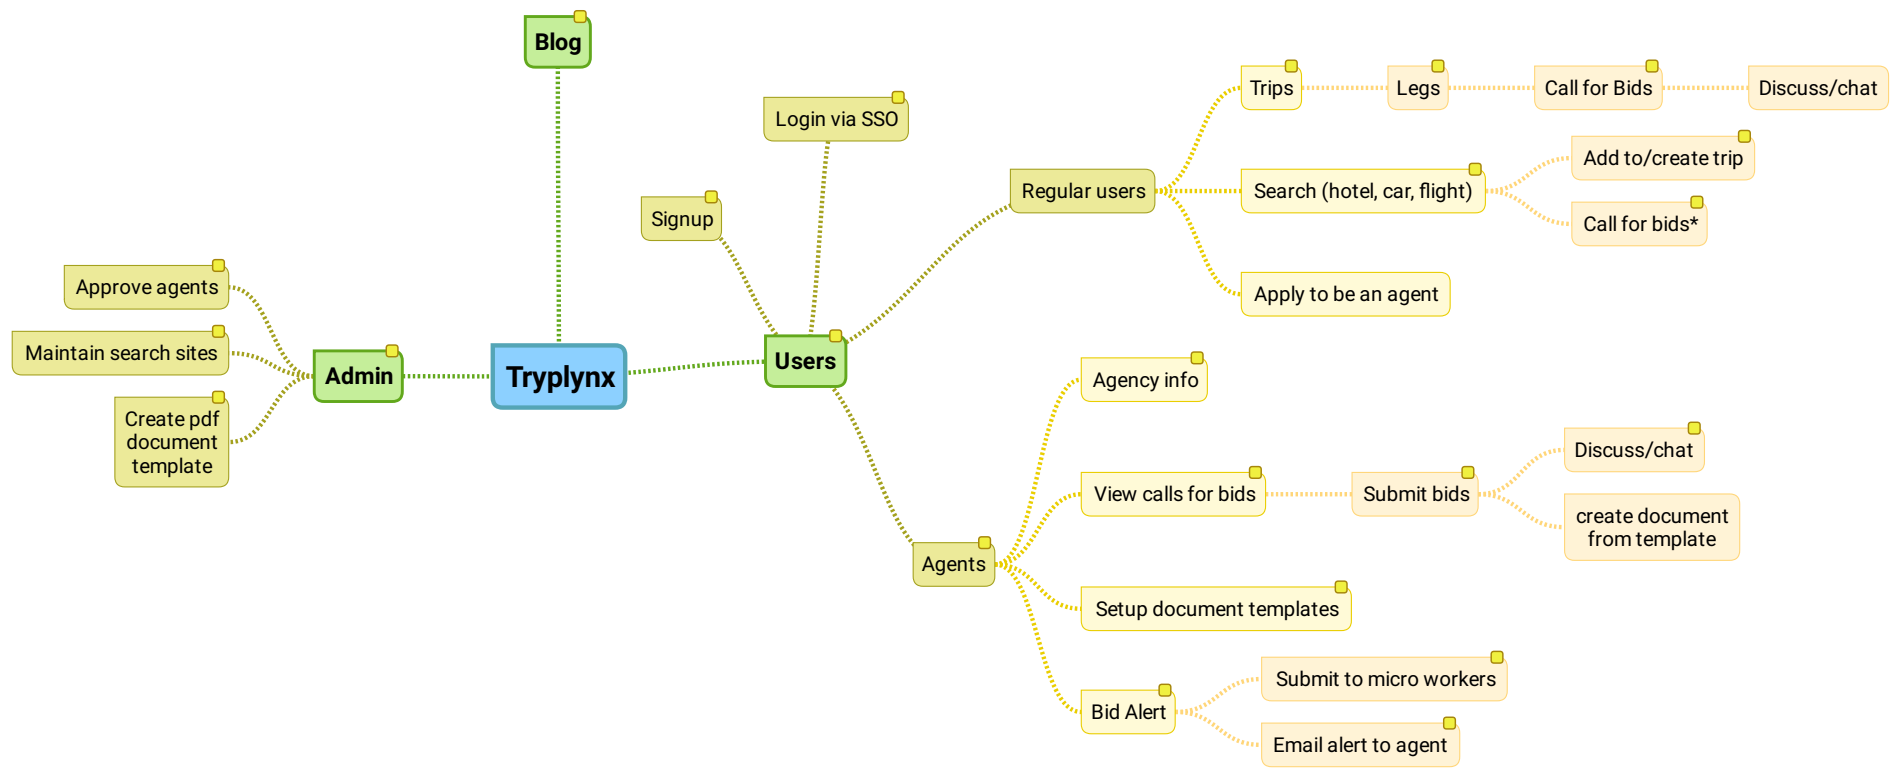 Blog
Login via SSO
Signup
Approve agents
Maintain search sites
Create pdf
document
template
Admin
Tryplynx
Users
Regular users
Trips
Legs
Call for Bids
Discuss/chat
Search (hotel, car, flight)
Add to/create trip
Call for bids*
Apply to be an agent
Agents
Agency info
View calls for bids
Submit bids
Discuss/chat
create document
from template
Setup document templates
Bid Alert
Submit to micro workers
Email alert to agent